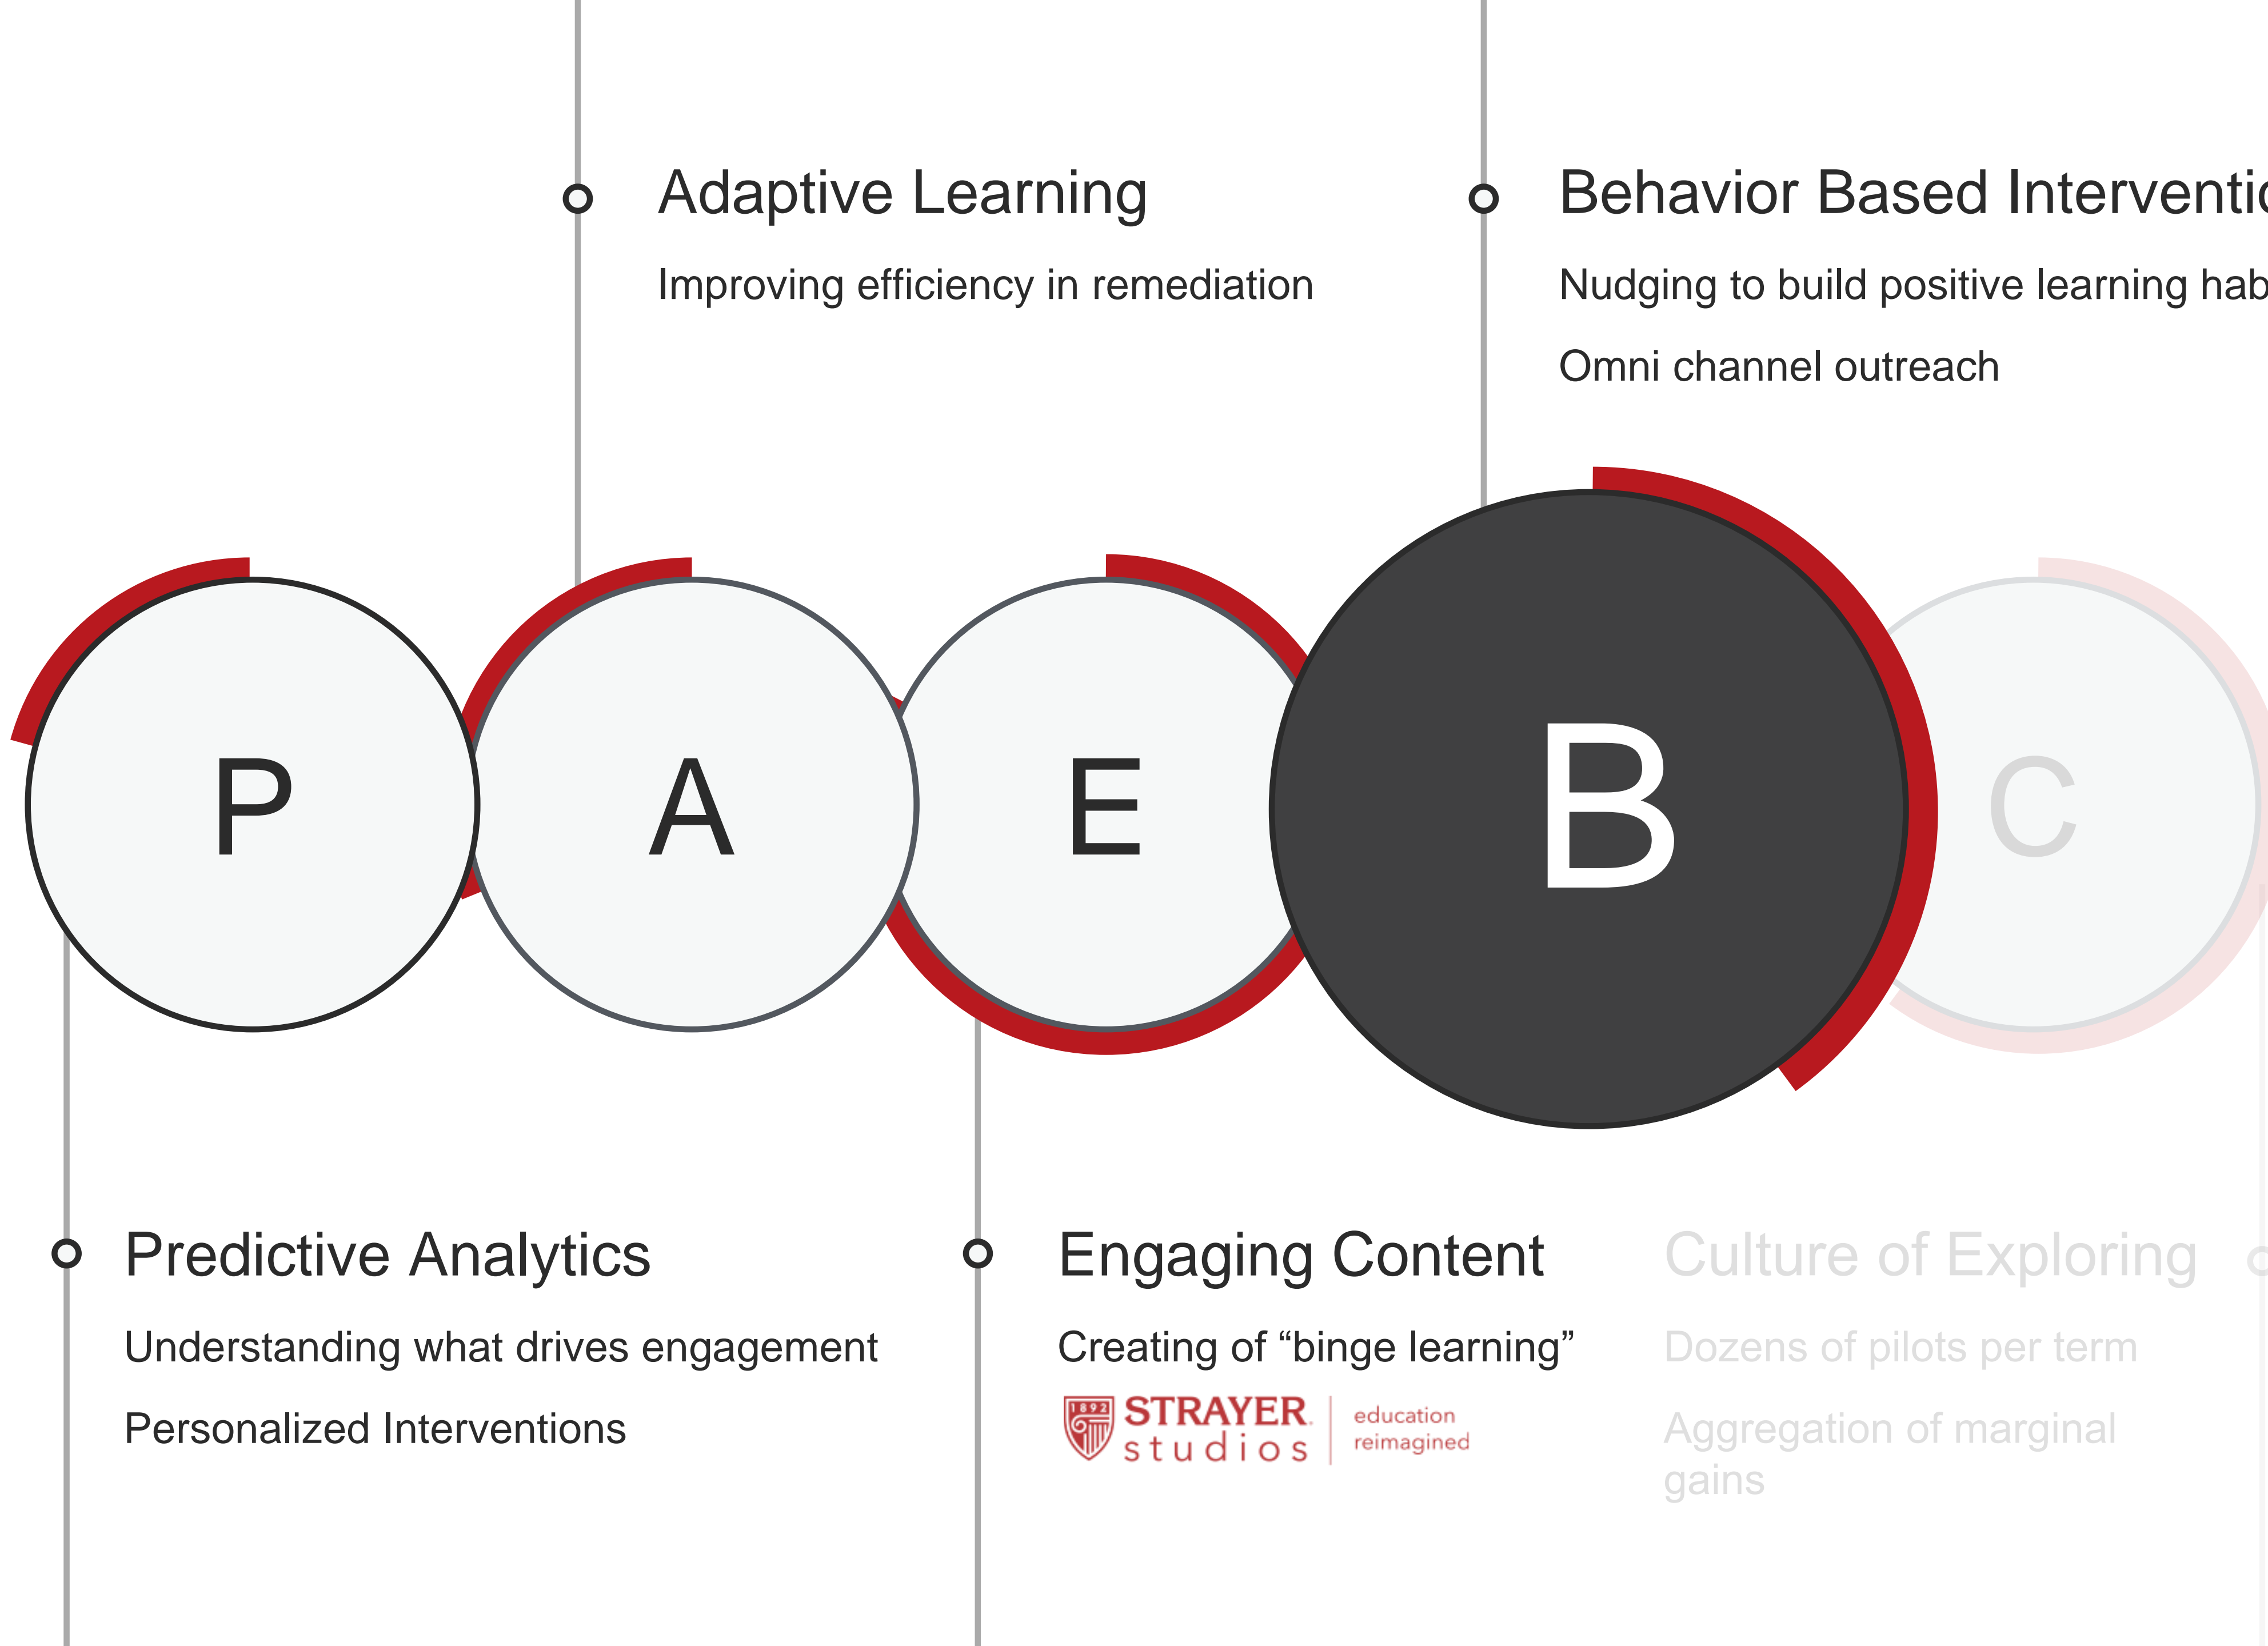 Adaptive Learning
Improving efficiency in remediation
Behavior Based Interventio
Nudging to build positive learning hab
Omni channel outreach
P
A
E
B
C
Predictive Analytics
Understanding what drives engagement
Personalized Interventions
Engaging Content
Creating of “binge learning”
1892
STRAYER
studios
education
reimagined
Culture of Exploring
Dozens of pilots per term
Aggregation of marginal
gains